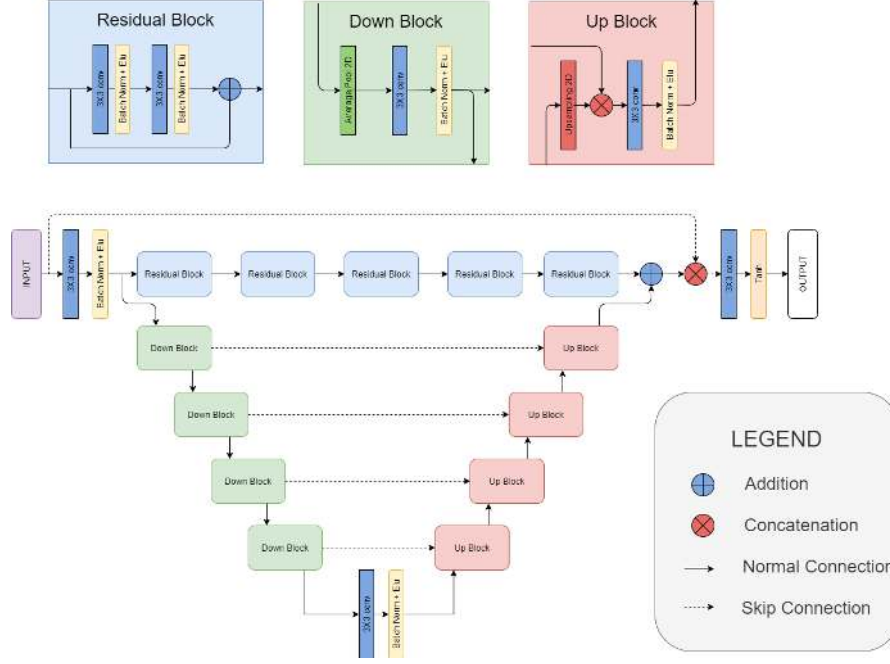 Residual Block
3X3 conv
Batch Norm + Elu
3X3 conv
Batch Norm + Elu
Down Block
Average Pool 2D
3X3 conv
Batch Norm + Elu
Up Block
Upsampling 2D
3X3 conv
Batch Norm + Elu
INPUT
3X3 conv
Batch Norm + Elu
Residual Block
Residual Block
Residual Block
Residual Block
Residual Block
3X3 conv
Tanh
OUTPUT
Down Block
Up Block
Down Block
Up Block
Down Block
Up Block
Down Block
Up Block
3X3 conv
Batch Norm + Elu
LEGEND
Addition
Concatenation
Normal Connection
Skip Connection